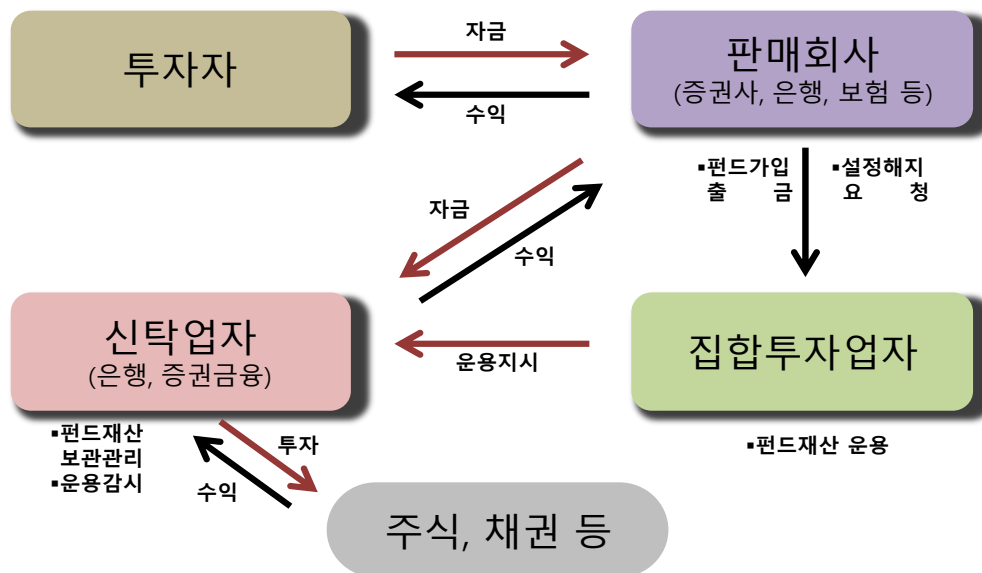 투자자
자금
수익
판매회사
(증권사, 은행, 보험 등)
▪펀드가입
출 금
▪설정해지
요 청
자금
수익
신탁업자
(은행, 증권금융)
운용지시
집합투자업자
▪펀드재산
보관관리
▪운용감시
투자
수익
▪펀드재산 운용
주식, 채권 등